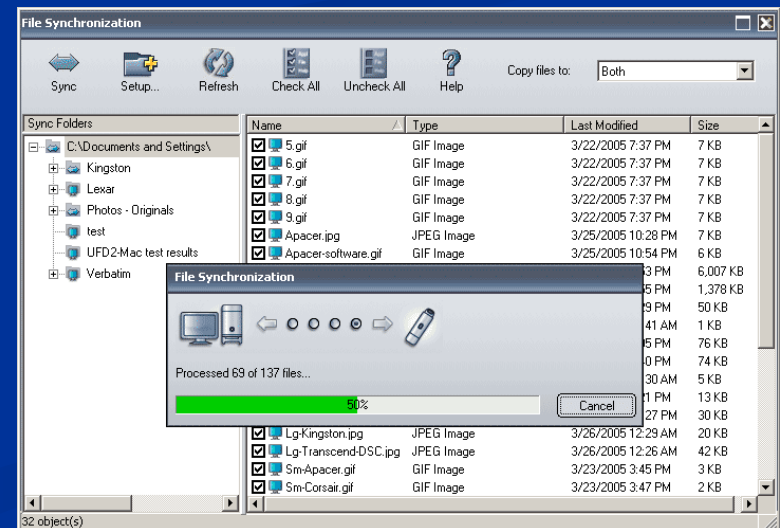 File Synchronization
Sync Setup... Refresh Check All Uncheck All Help Copy files to: Both
Sync Folders
C:\Documents and Settings\
Kingston
Lexar
Photos - Originals
test
UFD2-Mac test results
Verbatim
Name Type Last Modified Size
5.gif GIF Image 3/22/2005 7:37 PM 7 KB
6.gif GIF Image 3/22/2005 7:37 PM 7 KB
7.gif GIF Image 3/22/2005 7:37 PM 7 KB
8.gif GIF Image 3/22/2005 7:37 PM 7 KB
9.gif GIF Image 3/22/2005 7:37 PM 7 KB
Apacer.jpg JPEG Image 3/25/2005 10:28 PM 7 KB
Apacer-software.gif GIF Image 3/25/2005 10:54 PM 6 KB
PM 6,007 KB
PM 1,378 KB
PM 50 KB
41 AM 1 KB
PM 76 KB
PM 74 KB
30 AM 5 KB
PM 13 KB
27 PM 30 KB
File Synchronization
Processed 69 of 137 files...
50%
Cancel
Lg-Kingston.jpg JPEG Image 3/26/2005 12:29 AM 20 KB
Lg-Transcend-DSC.jpg JPEG Image 3/26/2005 12:26 AM 42 KB
Sm-Apacer.gif GIF Image 3/23/2005 3:45 PM 3 KB
Sm-Corsair.gif GIF Image 3/23/2005 3:47 PM 2 KB
32 object(s)